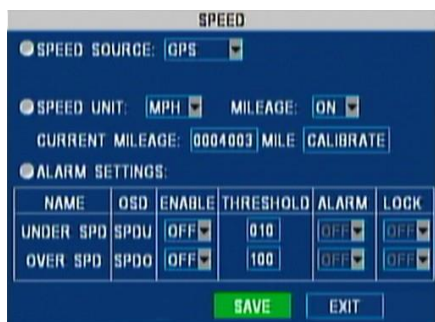 SPEED
SPEED SOURCE: GPS
SPEED UNIT: MPH MILEAGE: ON
CURRENT MILEAGE: 0004003 MILE CALIBRATE
ALARM SETTINGS:
NAME OSD ENABLE THRESHOLD ALARM LOCK
UNDER SPD SPDU OFF 010 OFF OFF
OVER SPD SPDO OFF 100 OFF OFF
SAVE EXIT